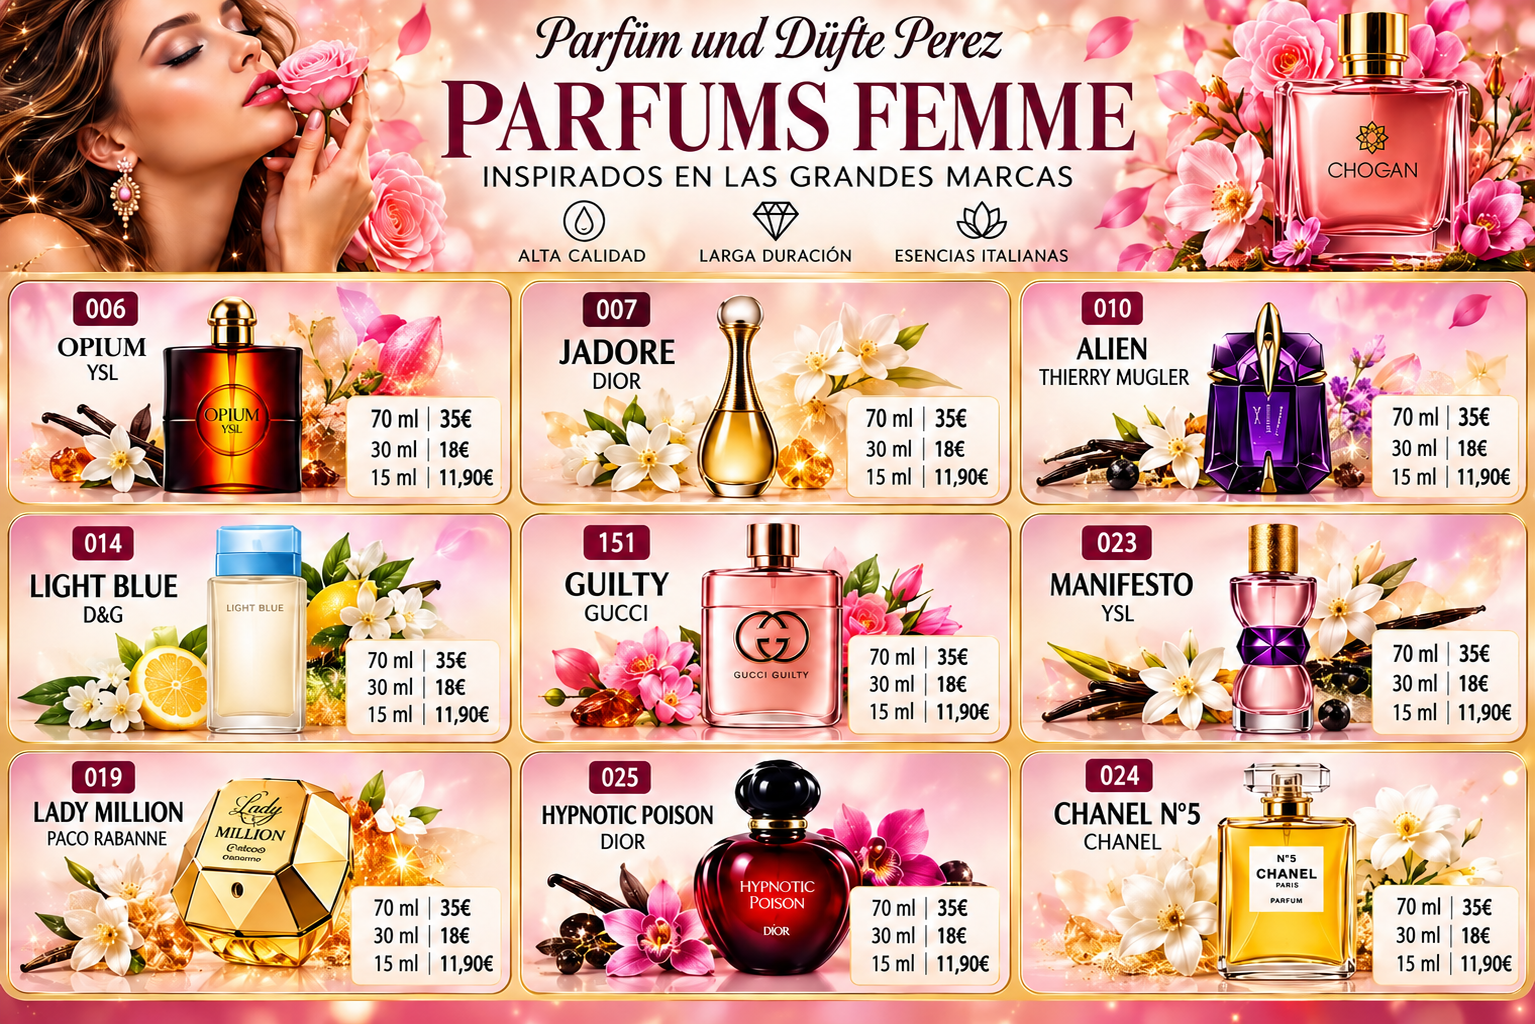 Parfüm und Düfte Perez
PARFUMS FEMME
INSPIRADOS EN LAS GRANDES MARCAS
ALTA CALIDAD
LARGA DURACIÓN
ESENCIAS ITALIANAS
CHOGAN
006
OPIUM
YSL
OPIUM
YSL
70 ml | 35€
30 ml | 18€
15 ml | 11,90€
007
JADORE
DIOR
70 ml | 35€
30 ml | 18€
15 ml | 11,90€
010
ALIEN
THIERRY MUGLER
70 ml | 35€
30 ml | 18€
15 ml | 11,90€
014
LIGHT BLUE
D&G
LIGHT BLUE
70 ml | 35€
30 ml | 18€
15 ml | 11,90€
151
GUILTY
GUCCI
GUCCI GUILTY
70 ml | 35€
30 ml | 18€
15 ml | 11,90€
023
MANIFESTO
YSL
70 ml | 35€
30 ml | 18€
15 ml | 11,90€
019
LADY MILLION
PACO RABANNE
Lady
MILLION
70 ml | 35€
30 ml | 18€
15 ml | 11,90€
025
HYPNOTIC POISON
DIOR
HYPNOTIC
POISON
DIOR
70 ml | 35€
30 ml | 18€
15 ml | 11,90€
024
CHANEL Nº5
CHANEL
N°5
CHANEL
PARIS
PARFUM
70 ml | 35€
30 ml | 18€
15 ml | 11,90€